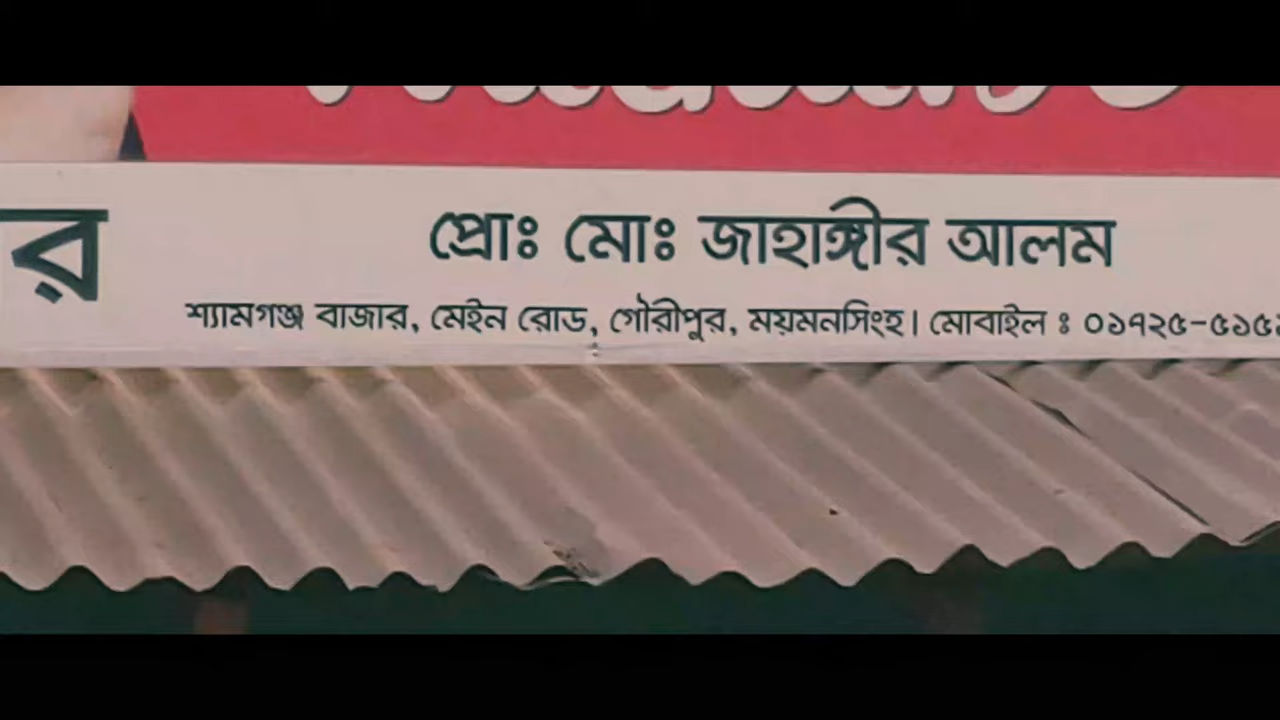 র
প্রোঃ মোঃ জাহাঙ্গীর আলম
শ্যামগঞ্জ বাজার, মেইন রোড, গৌরীপুর, ময়মনসিংহ। মোবাইল ঃ ০১৭২৫-৫১৫